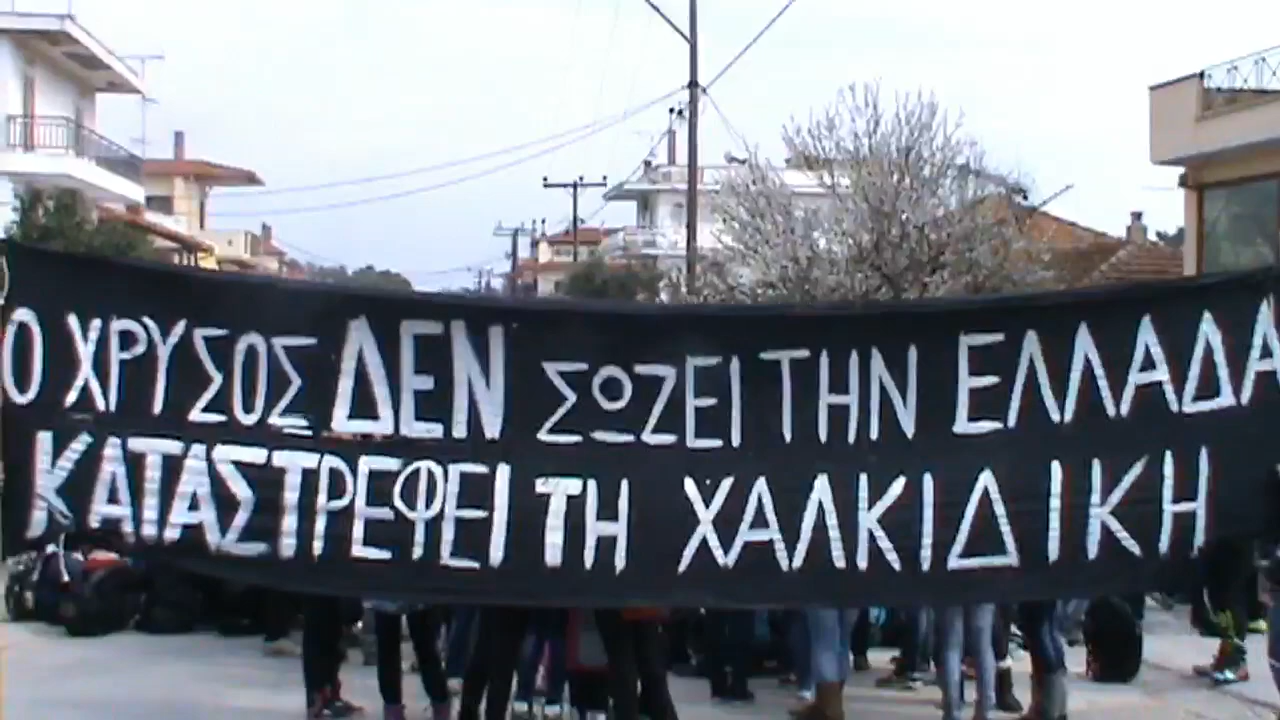 Ο ΧΡΥΣΟΣ ΔΕΝ ΣΩΖΕΙ ΤΗΝ ΕΛΛΑΔΑ
ΚΑΤΑΣΤΡΕΦΕΙ ΤΗ ΧΑΛΚΙΔΙΚΗ